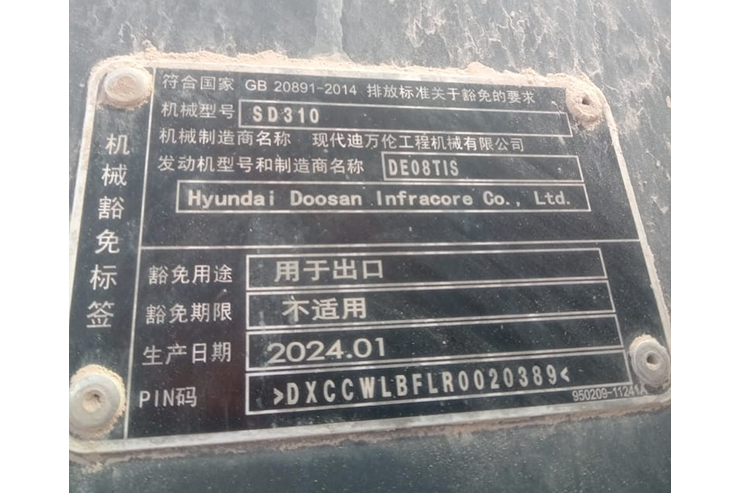 机械豁免标签
符合国家 GB 20891-2014 排放标准关于豁免的要求
机械型号 SD310
机械制造商名称 现代迪万伦工程机械有限公司
发动机型号和制造商名称 DE08TIS
Hyundai Doosan Infracore Co., Ltd.
豁免用途 用于出口
豁免期限 不适用
生产日期 2024.01
PIN码 >DXCCWLBFLR0020389<
950209-11241A